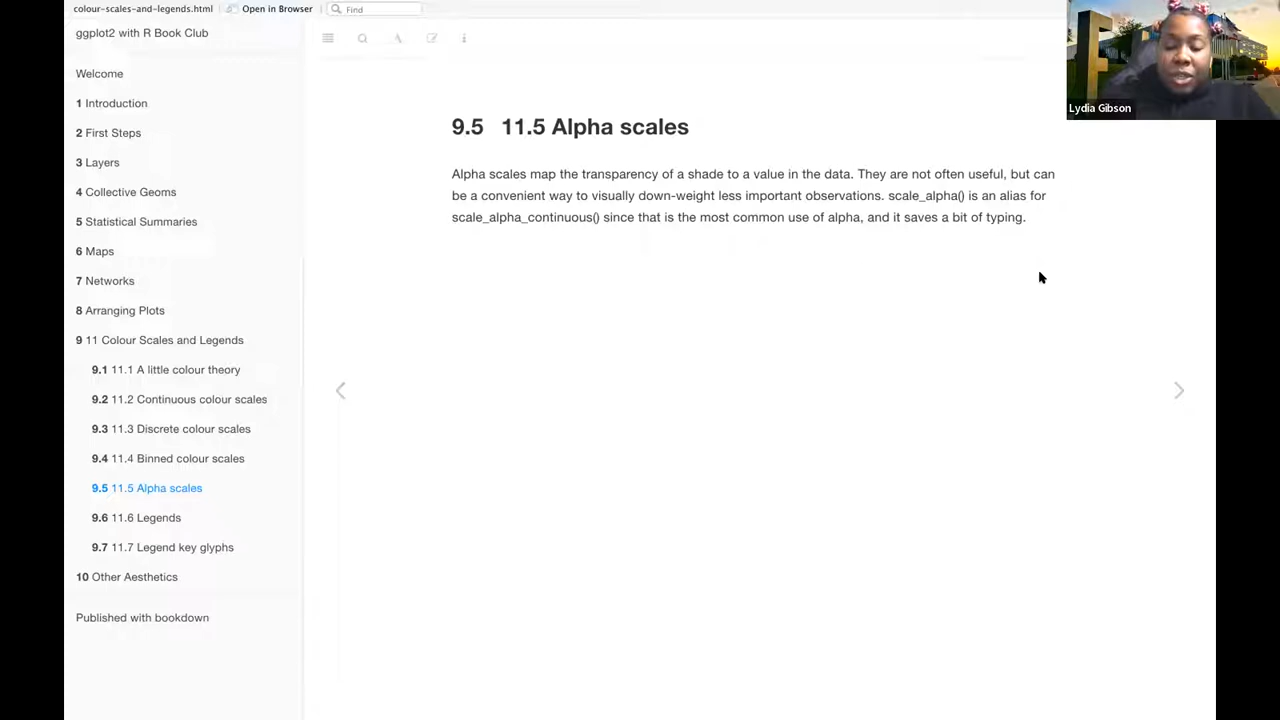 colour-scales-and-legends.html
Open in Browser
Find
ggplot2 with R Book Club
Welcome
1 Introduction
2 First Steps
3 Layers
4 Collective Geoms
5 Statistical Summaries
6 Maps
7 Networks
8 Arranging Plots
9 11 Colour Scales and Legends
9.1 11.1 A little colour theory
9.2 11.2 Continuous colour scales
9.3 11.3 Discrete colour scales
9.4 11.4 Binned colour scales
9.5 11.5 Alpha scales
9.6 11.6 Legends
9.7 11.7 Legend key glyphs
10 Other Aesthetics
Published with bookdown
9.5 11.5 Alpha scales
Alpha scales map the transparency of a shade to a value in the data. They are not often useful, but can
be a convenient way to visually down-weight less important observations. scale_alpha() is an alias for
scale_alpha_continuous() since that is the most common use of alpha, and it saves a bit of typing.
Lydia Gibson